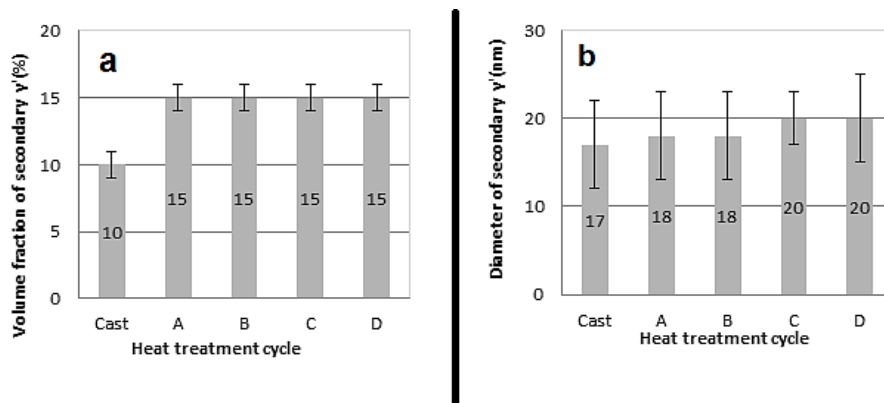 a
Volume fraction of secondary γ'(%)
20
15
10
5
0
10
15
15
15
15
Cast A B C D
Heat treatment cycle
b
Diameter of secondary γ'(nm)
30
20
10
0
17
18
18
20
20
Cast A B C D
Heat treatment cycle